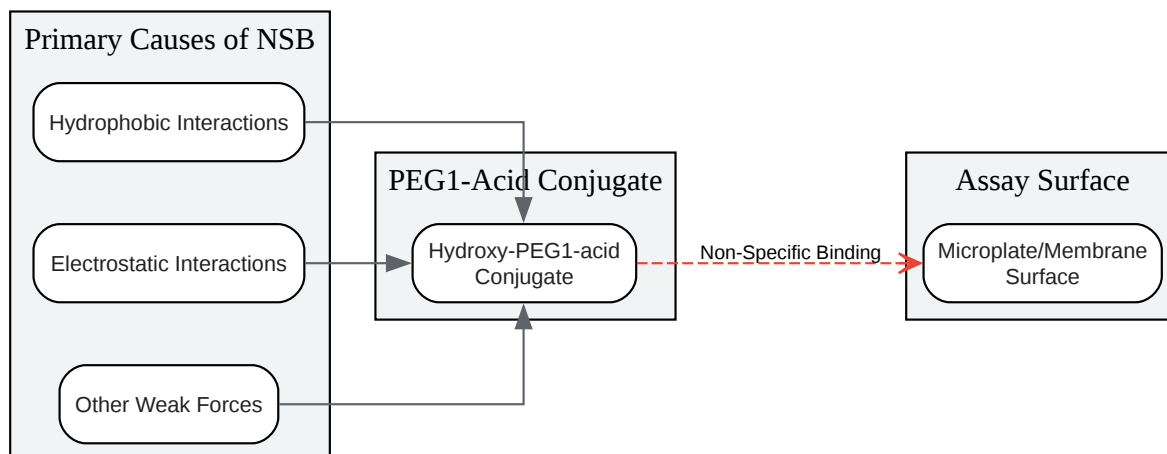 Primary Causes of NSB
Hydrophobic Interactions
Electrostatic Interactions
Other Weak Forces
PEG1-Acid Conjugate
Hydroxy-PEG1-acid
Conjugate
Non-Specific Binding
Assay Surface
Microplate/Membrane
Surface